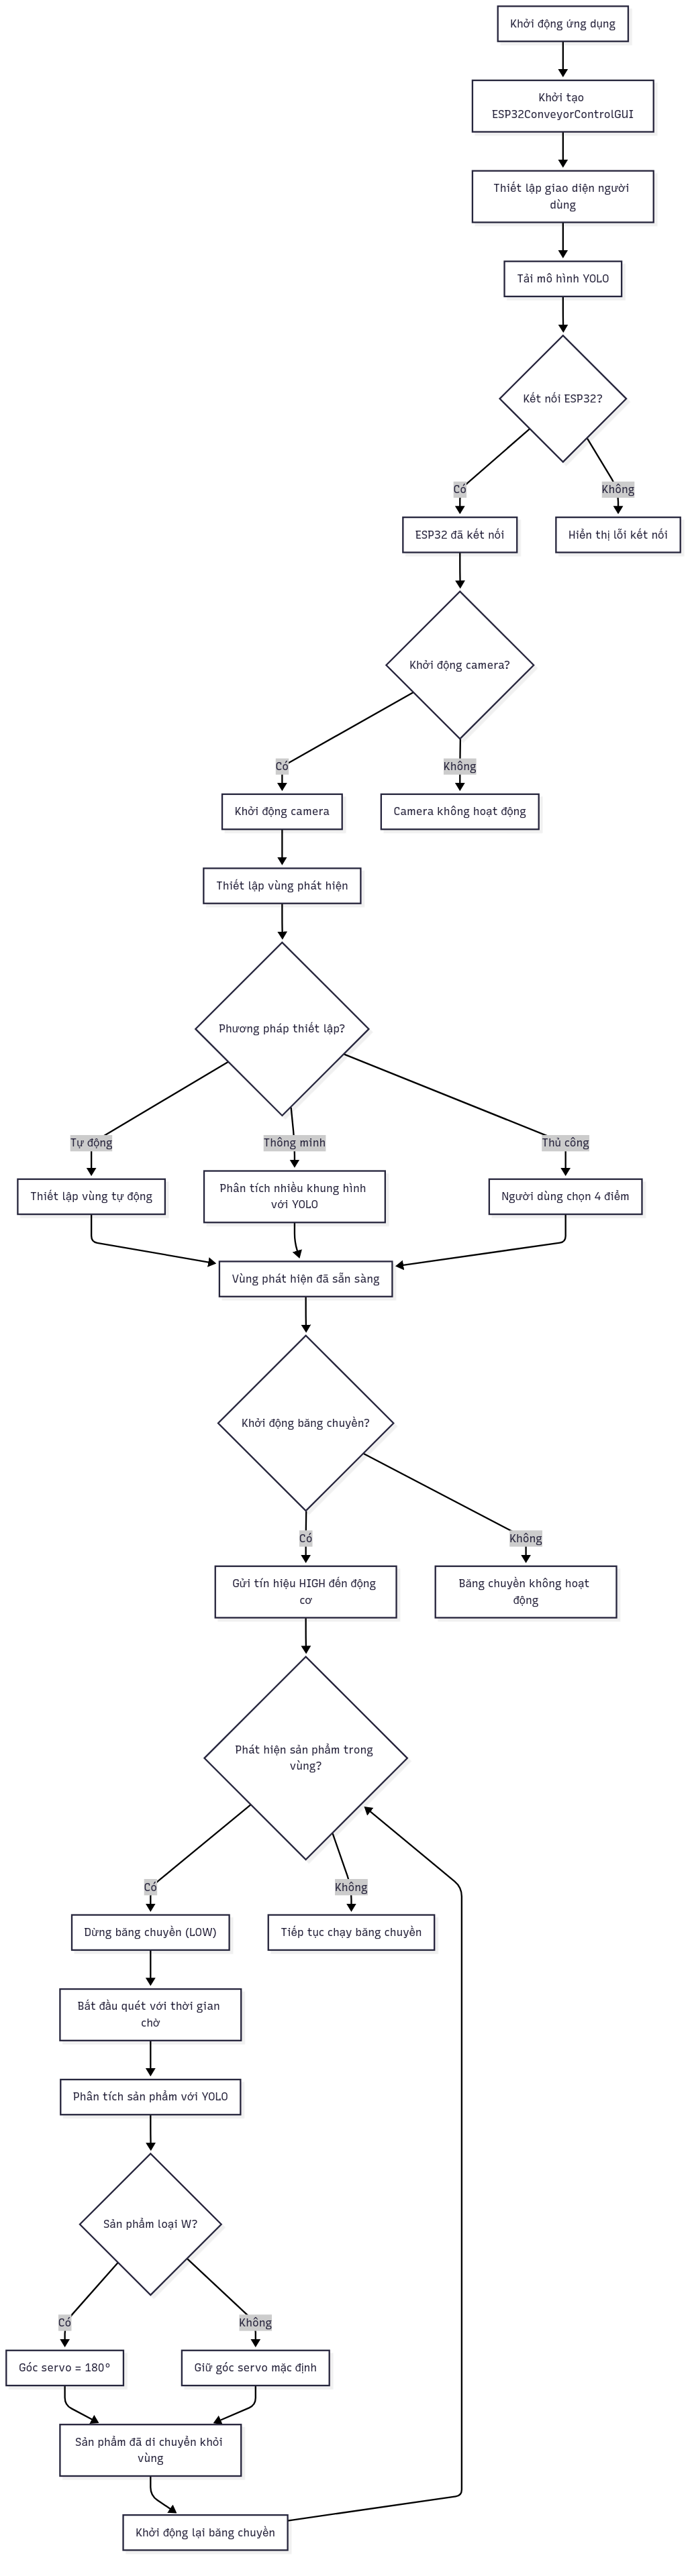 Khởi động ứng dụng
Khởi tạo
ESP32ConveyorControlGUI
Thiết lập giao diện người
dùng
Tải mô hình YOLO
Kết nối ESP32?
Có
Không
ESP32 đã kết nối
Hiển thị lỗi kết nối
Khởi động camera?
Có
Không
Khởi động camera
Camera không hoạt động
Thiết lập vùng phát hiện
Phương pháp thiết lập?
Tự động
Thông minh
Thủ công
Thiết lập vùng tự động
Phân tích nhiều khung hình
với YOLO
Người dùng chọn 4 điểm
Vùng phát hiện đã sẵn sàng
Khởi động băng chuyền?
Có
Không
Gửi tín hiệu HIGH đến động
cơ
Băng chuyền không hoạt
động
Phát hiện sản phẩm trong
vùng?
Có
Không
Dừng băng chuyền (LOW)
Tiếp tục chạy băng chuyền
Bắt đầu quét với thời gian
chờ
Phân tích sản phẩm với YOLO
Sản phẩm loại W?
Có
Không
Góc servo = 180°
Giữ góc servo mặc định
Sản phẩm đã di chuyển khỏi
vùng
Khởi động lại băng chuyền